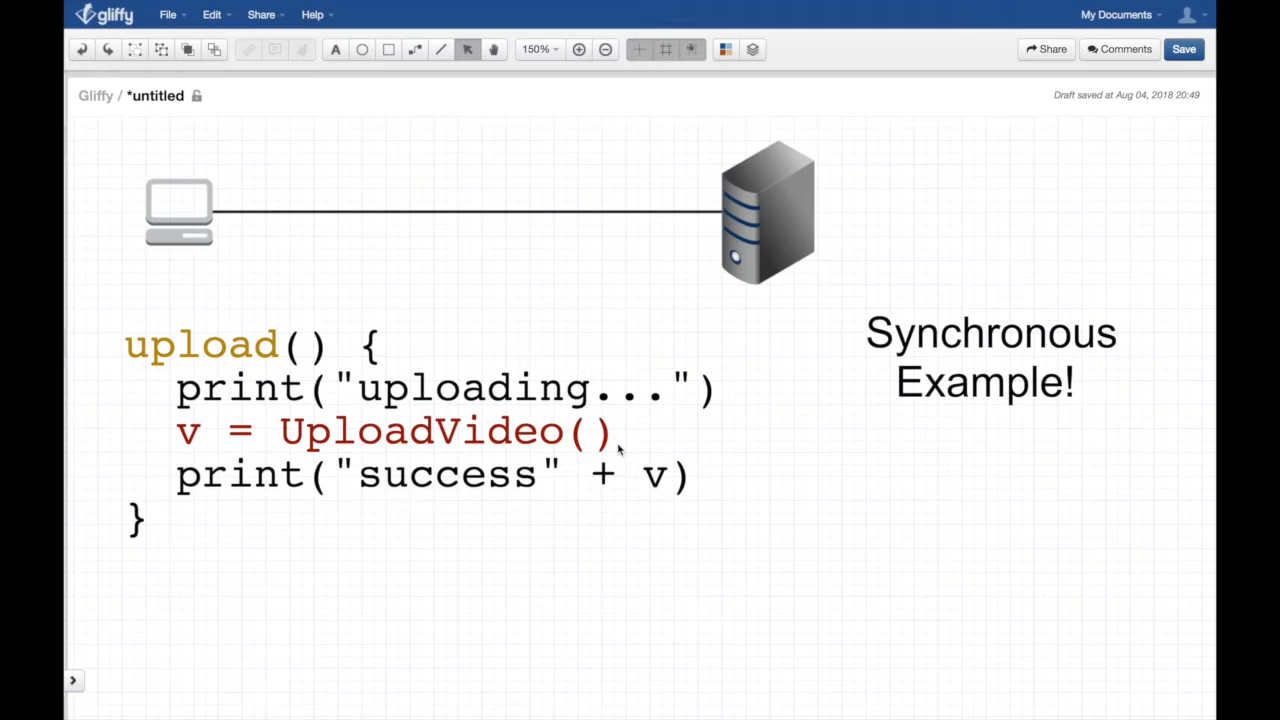 gliffy File Edit Share Help My Documents
A 150% Share Comments Save
Gliffy / *untitled Draft saved at Aug 04, 2018 20:49
upload() {
print("uploading...")
v = UploadVideo()
print("success" + v)
}
Synchronous
Example!